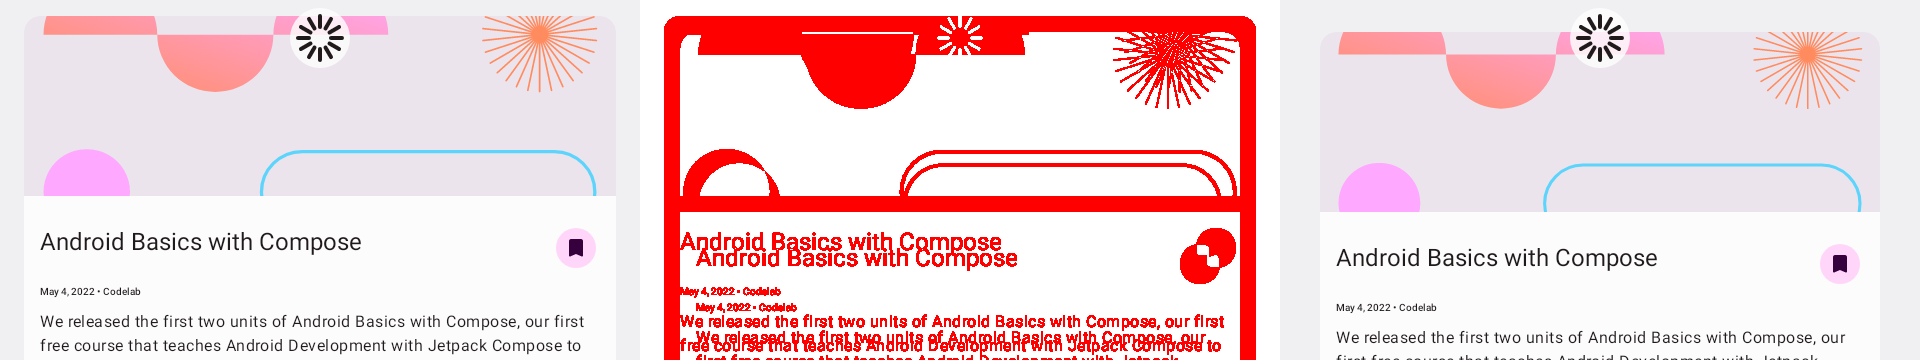 Android Basics with Compose
May 4, 2022 • Codelab
We released the first two units of Android Basics with Compose, our first
free course that teaches Android Development with Jetpack Compose to
Android Basics with Compose
Android Basics with Compose
May 4, 2022 • Codelab
May 4, 2022 • Codelab
We released the first two units of Android Basics with Compose, our first
We released the first two units of Android Basics with Compose, our
free course that teaches Android Development with Jetpack Compose to
first free course that teaches Android Development with Jetpack
Android Basics with Compose
May 4, 2022 • Codelab
We released the first two units of Android Basics with Compose, our
first free course that teaches Android Development with Jetpack